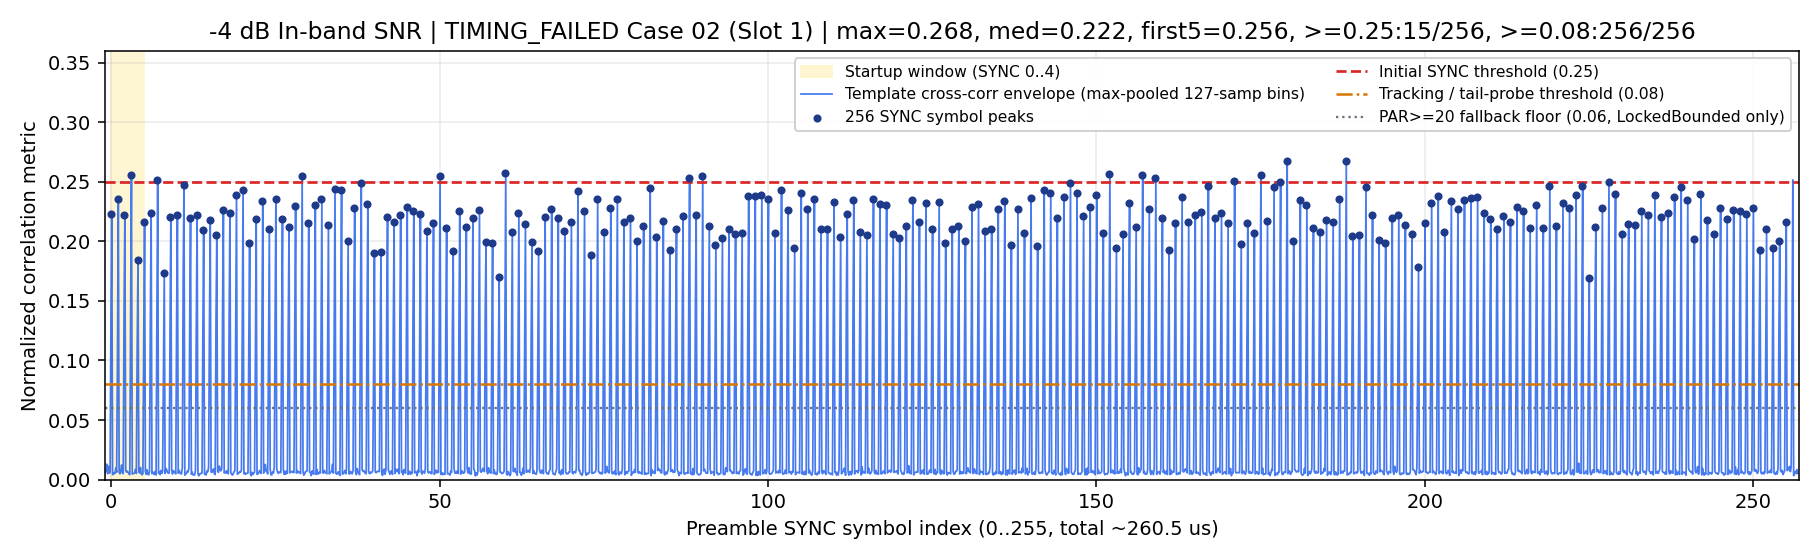 -4 dB In-band SNR | TIMING_FAILED Case 02 (Slot 1) | max=0.268, med=0.222, first5=0.256, >=0.25:15/256, >=0.08:256/256
Startup window (SYNC 0..4)
Template cross-corr envelope (max-pooled 127-samp bins)
256 SYNC symbol peaks
Initial SYNC threshold (0.25)
Tracking / tail-probe threshold (0.08)
PAR>=20 fallback floor (0.06, LockedBounded only)
Normalized correlation metric
0.35
0.30
0.25
0.20
0.15
0.10
0.05
0.00
0
50
100
150
200
250
Preamble SYNC symbol index (0..255, total ~260.5 us)